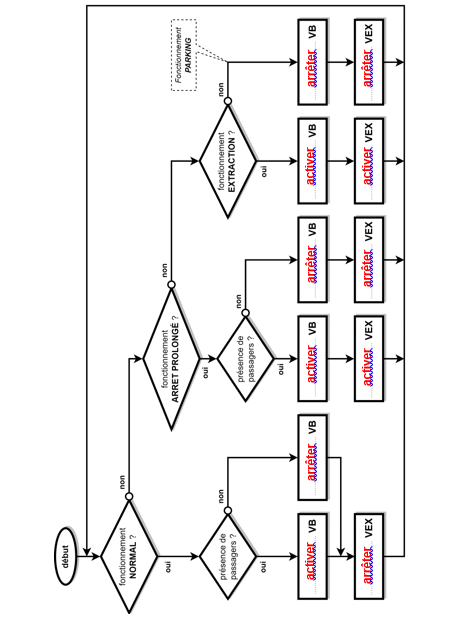 début
fonctionnement
NORMAL ?
non
oui
présence de
passagers ?
non
oui
activer VB
arrêter VB
arrêter VEX
fonctionnement
ARRET PROLONGÉ ?
non
oui
présence de
passagers ?
non
oui
activer VB
activer VEX
arrêter VB
arrêter VEX
fonctionnement
EXTRACTION ?
non
oui
activer VB
activer VEX
Fonctionnement
PARKING
arrêter VB
arrêter VEX